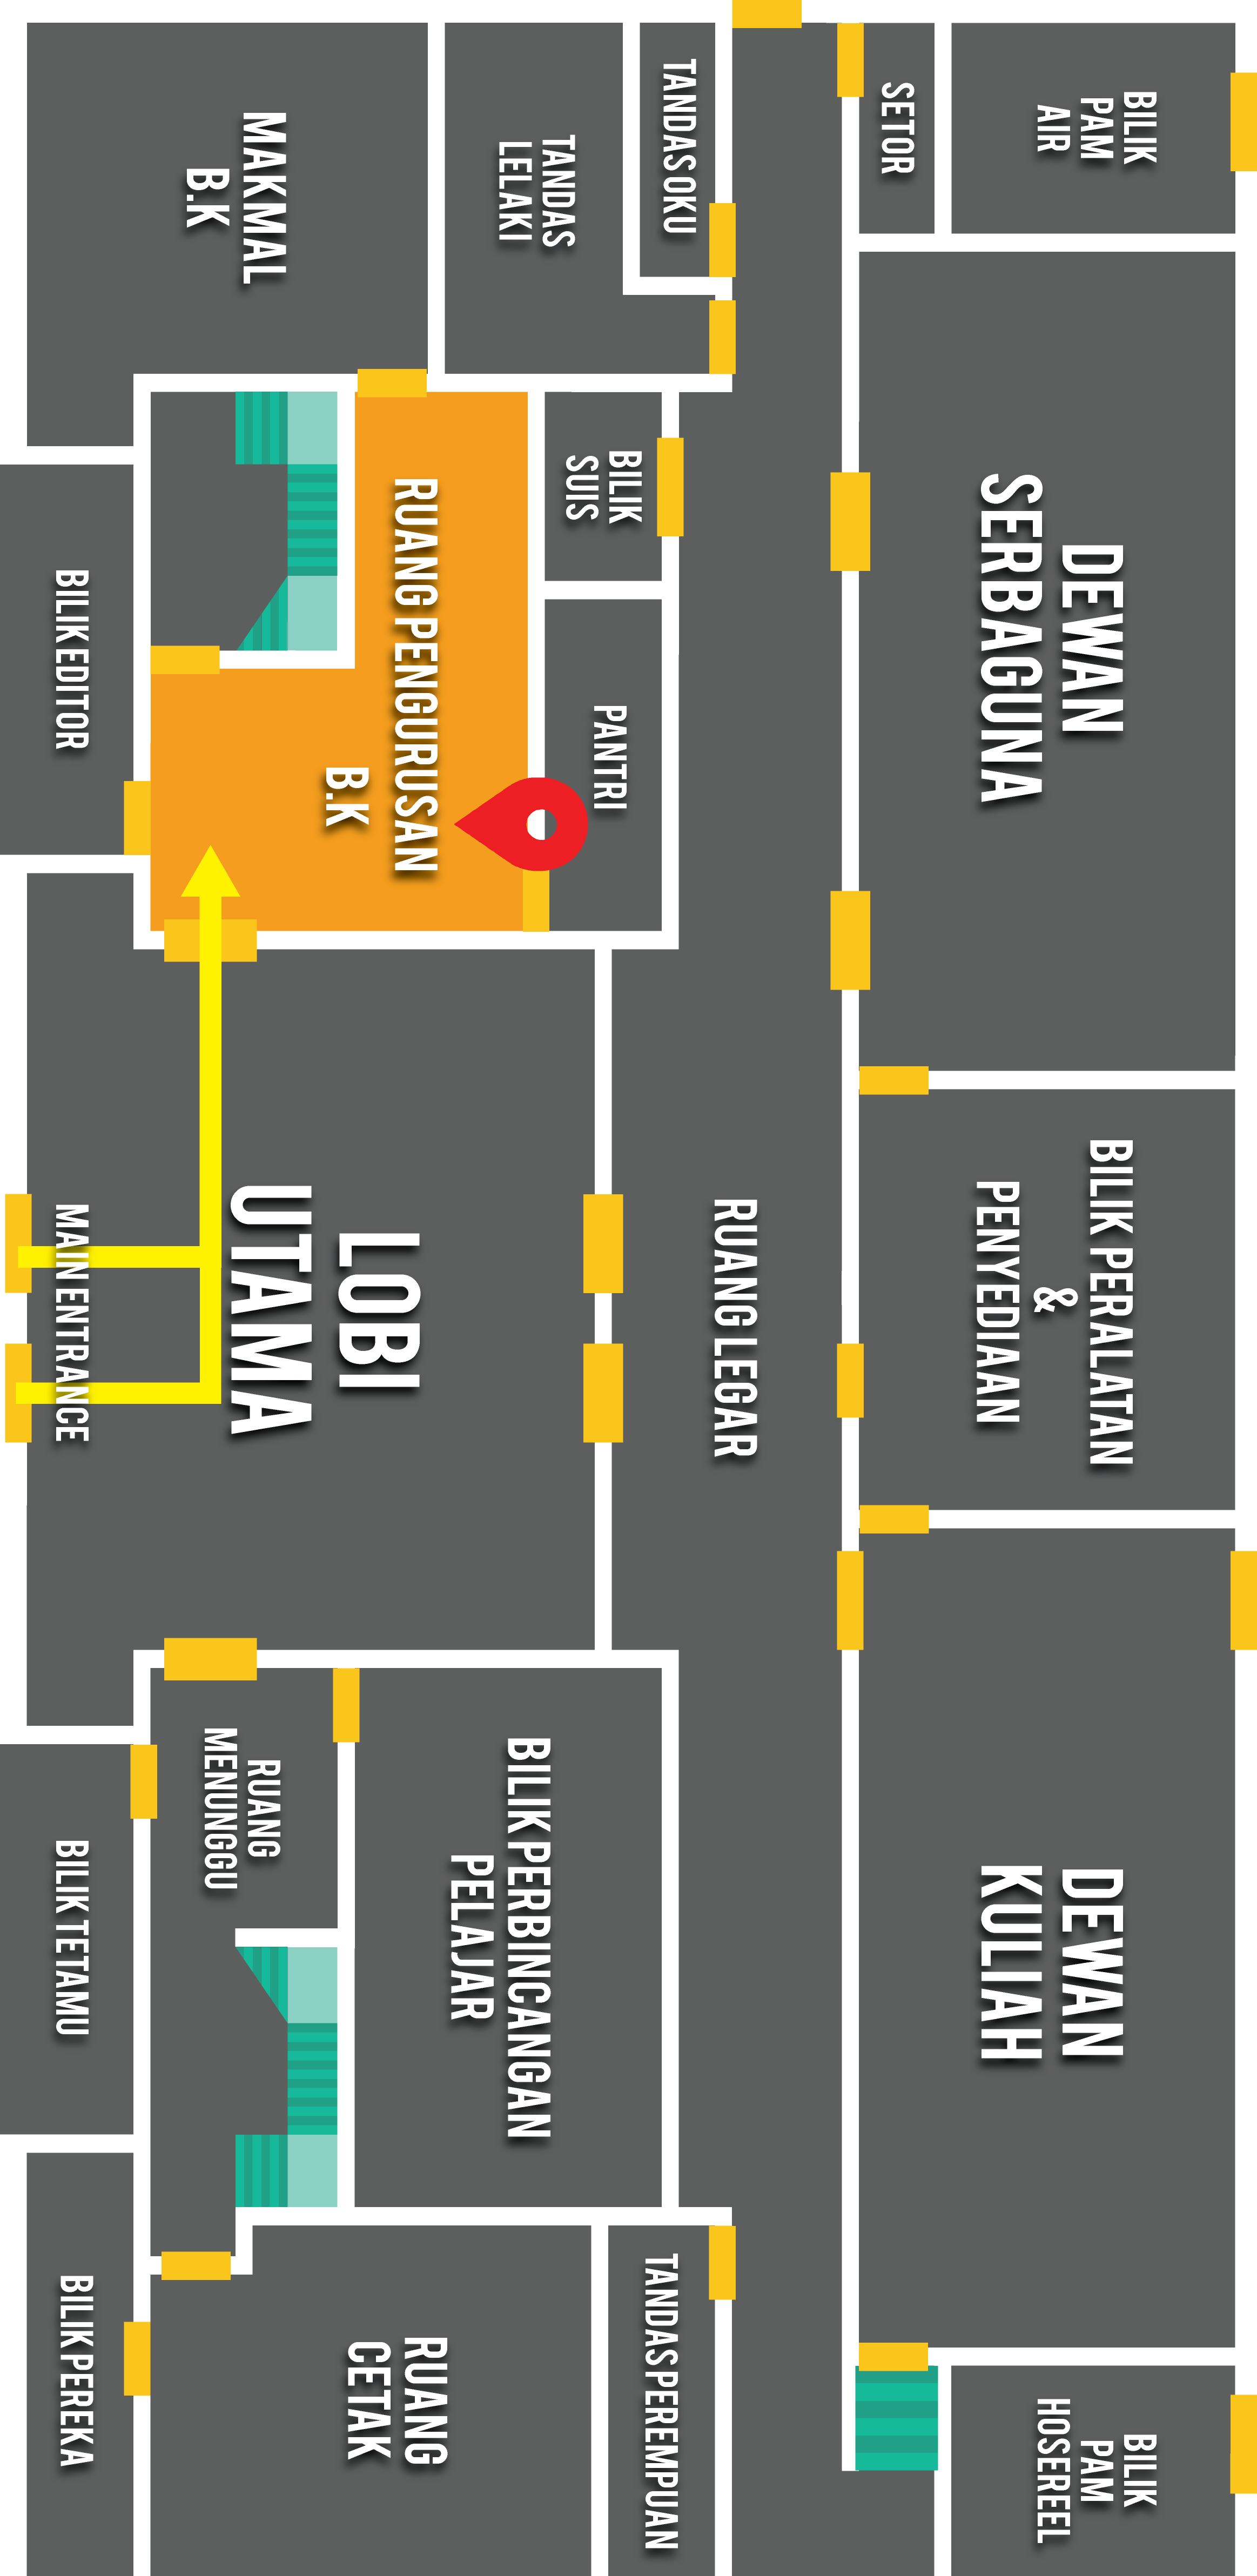 BILIK
PAM
AIR
SETOR
TANDAS OKU
TANDAS
LELAKI
MAKMAL
B.K
DEWAN
SERBAGUNA
BILIK
SUIS
PANTRI
RUANG PENGURUSAN
B.K
BILIK EDITOR
BILIK PERALATAN
&
PENYEDIAAN
RUANG LEGAR
LOBI
UTAMA
MAIN ENTRANCE
DEWAN
KULIAH
BILIK PERBINCANGAN
PELAJAR
RUANG
MENUNGGU
BILIK TETAMU
BILIK
PAM
HOSEREEL
TANDAS PEREMPUAN
RUANG
CETAK
BILIK PEREKA